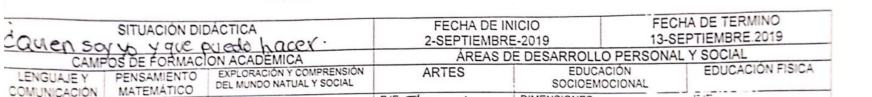 SITUACIÓN DIDÁCTICA FECHA DE INICIO FECHA DE TERMINO
¿Quien soy yo y que puedo hacer. 2-SEPTIEMBRE-2019 13-SEPTIEMBRE.2019
CAMPOS DE FORMACIÓN ACADÉMICA ÁREAS DE DESARROLLO PERSONAL Y SOCIAL
LENGUAJE Y PENSAMIENTO EXPLORACIÓN Y COMPRENSIÓN ARTES EDUCACIÓN EDUCACIÓN FISICA
COMUNICACIÓN MATEMÁTICO DEL MUNDO NATUAL Y SOCIAL SOCIOEMOCIONAL